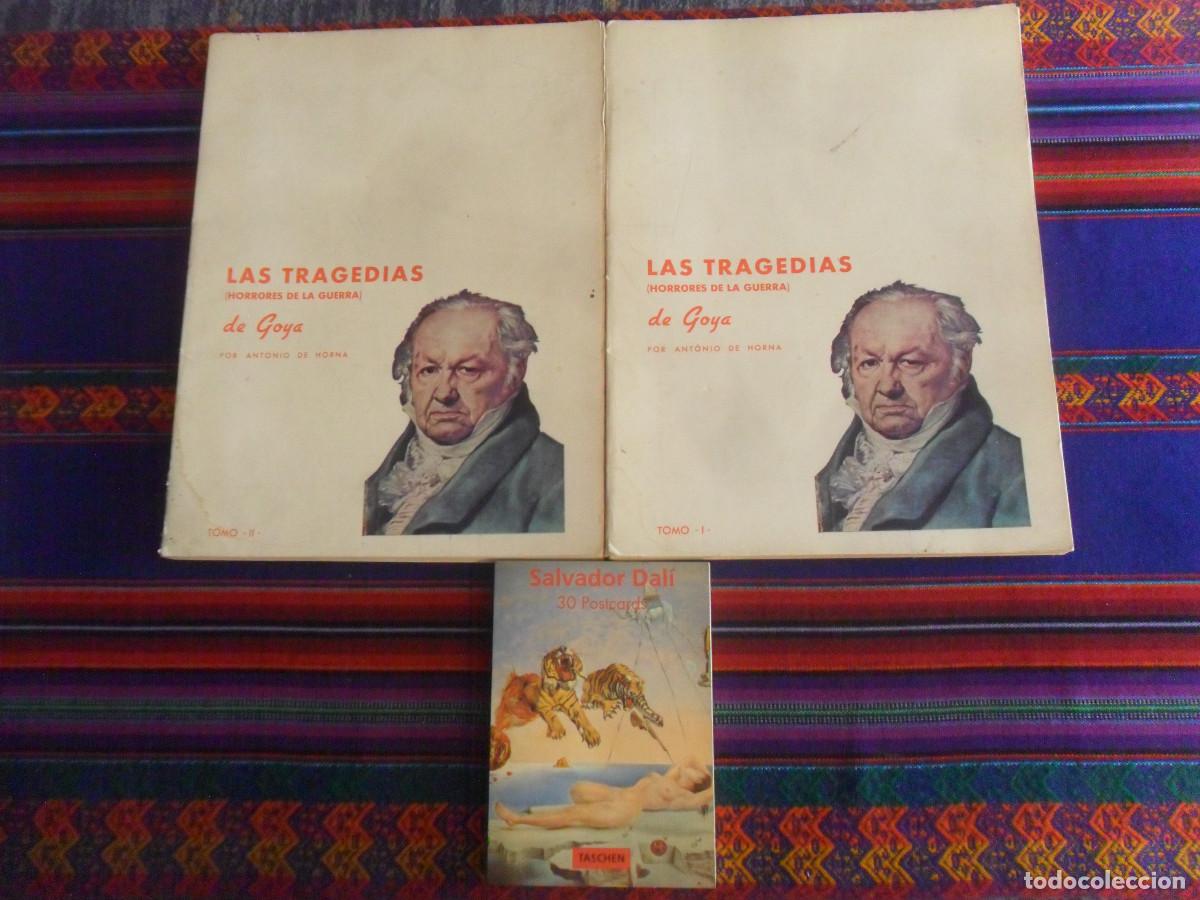 LAS TRAGEDIAS
(HORRORES DE LA GUERRA)
de Goya
POR ANTONIO DE HORNA
TOMO -II-
LAS TRAGEDIAS
(HORRORES DE LA GUERRA)
de Goya
POR ANTONIO DE HORNA
TOMO -I-
Salvador Dalí
30 Postcards
TASCHEN
todocoleccion